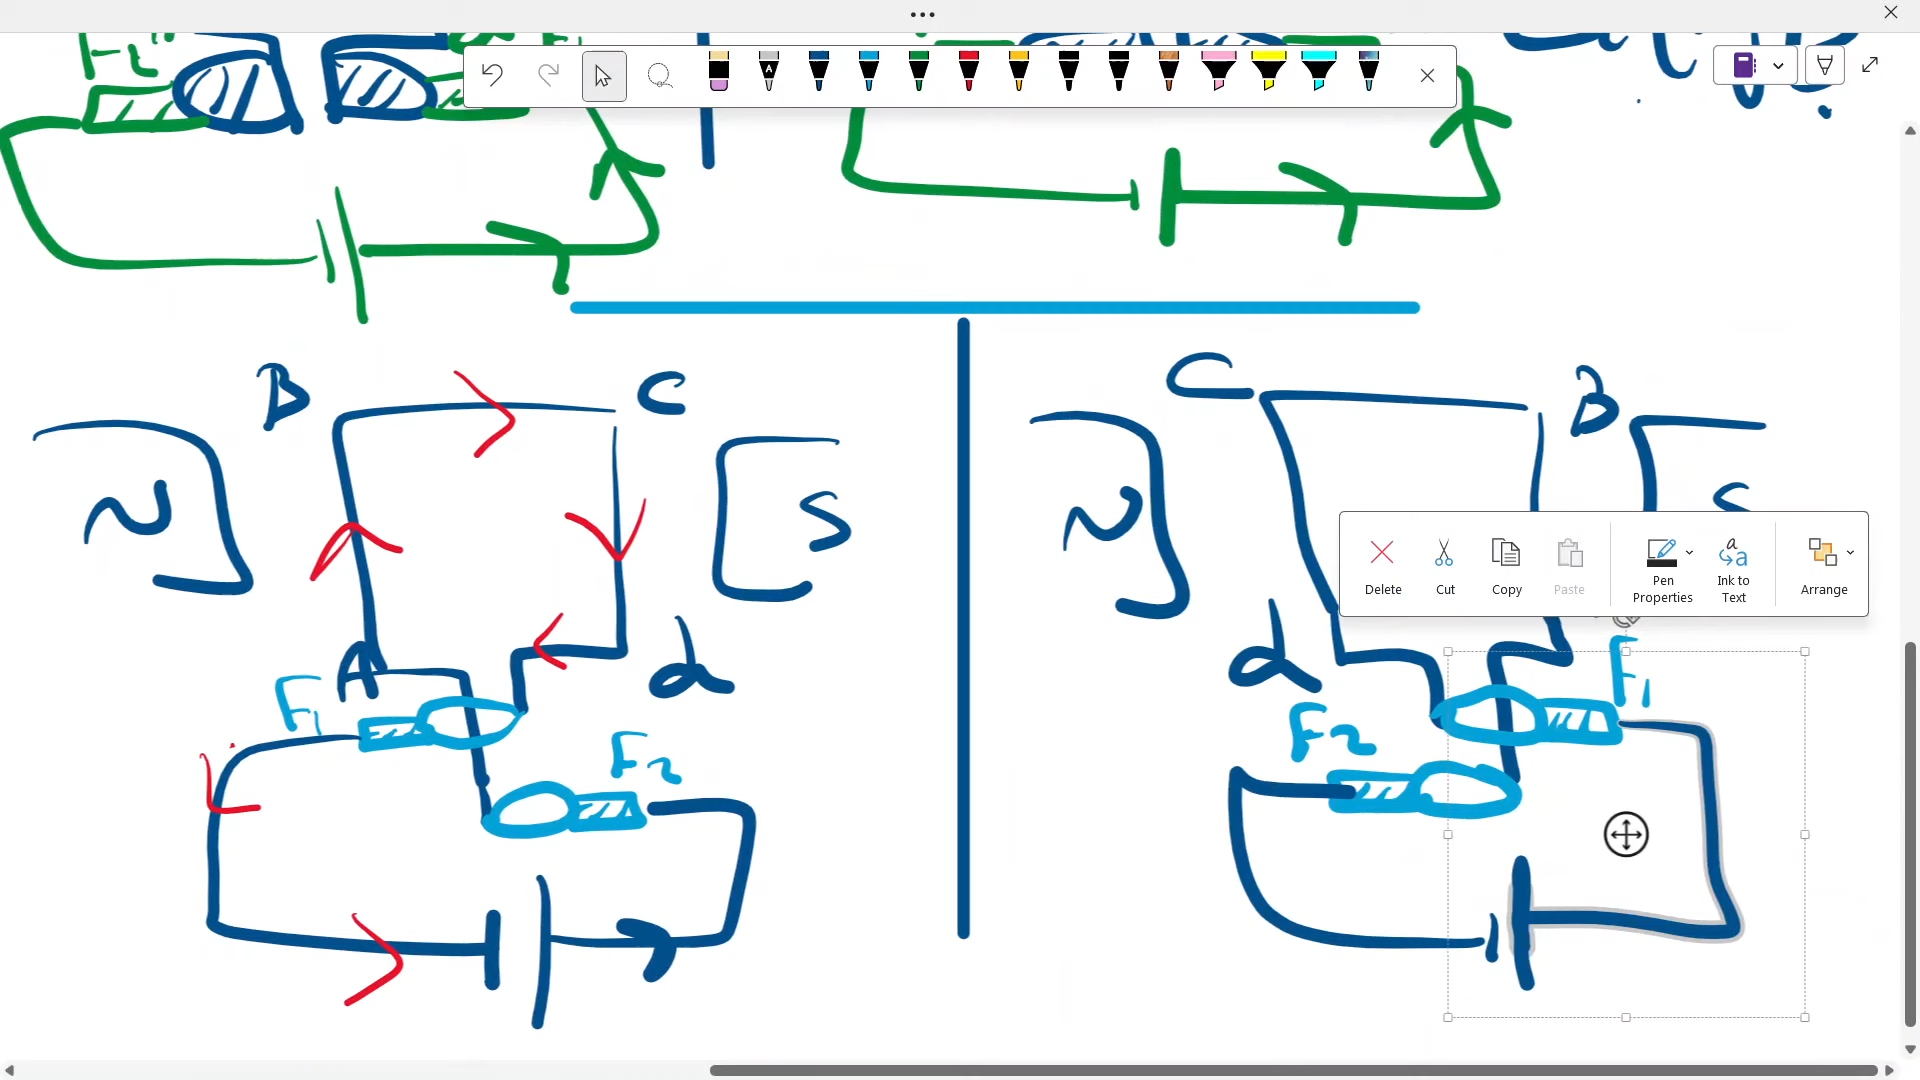 A
B
C
C
B
N
S
N
S
Delete
Cut
Copy
Paste
Pen Properties
Ink to Text
Arrange
A
d
d
F1
F1
F2
F2